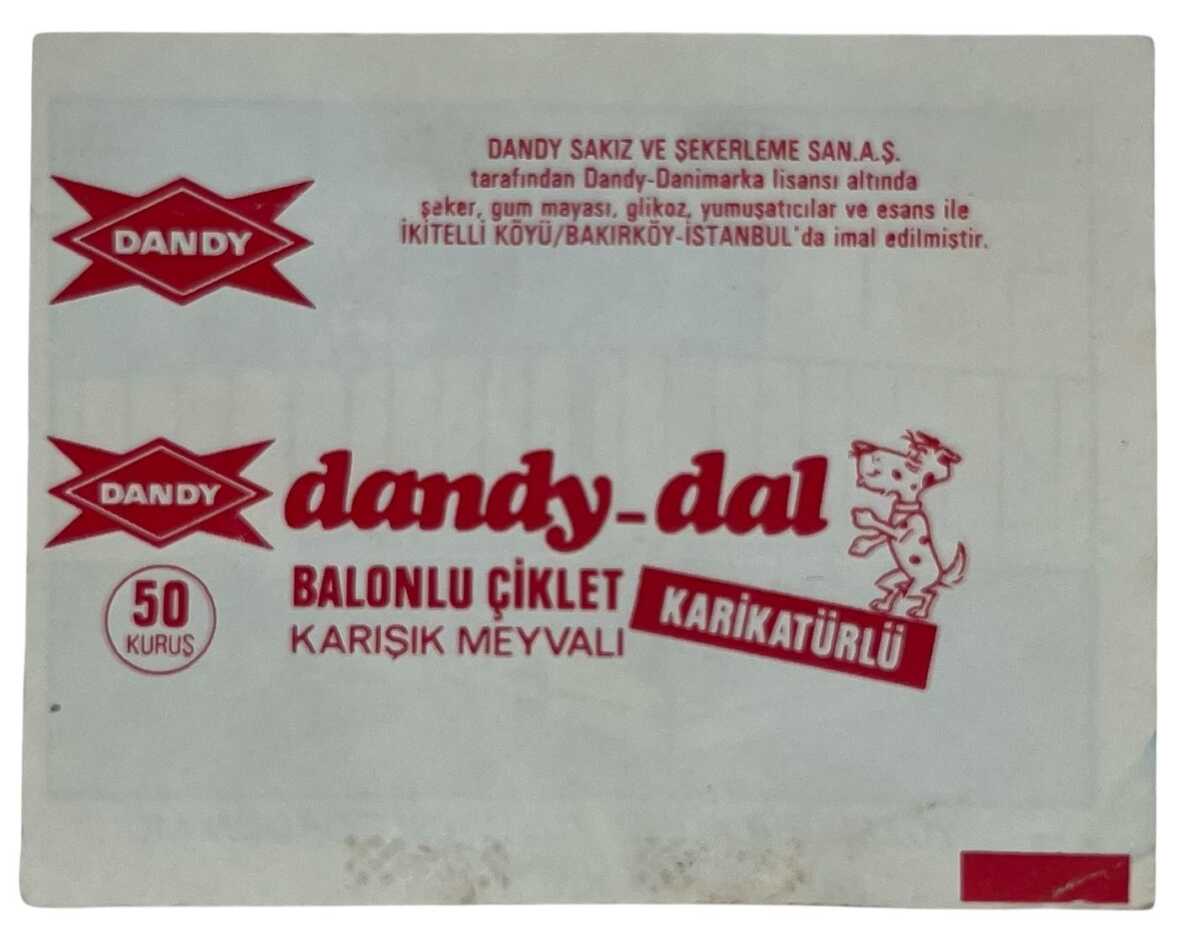 DANDY SAKIZ VE ŞEKERLEME SAN.A.Ş.
tarafından Dandy-Danimarka lisansı altında
şeker, gum mayası, glikoz, yumuşatıcılar ve esans ile
İKİTELLİ KÖYÜ/BAKIRKÖY-İSTANBUL'da imal edilmiştir.
DANDY
DANDY
dandy-dal
50
KURUŞ
BALONLU ÇİKLET
KARIŞIK MEYVALI
KARİKATÜRLÜ